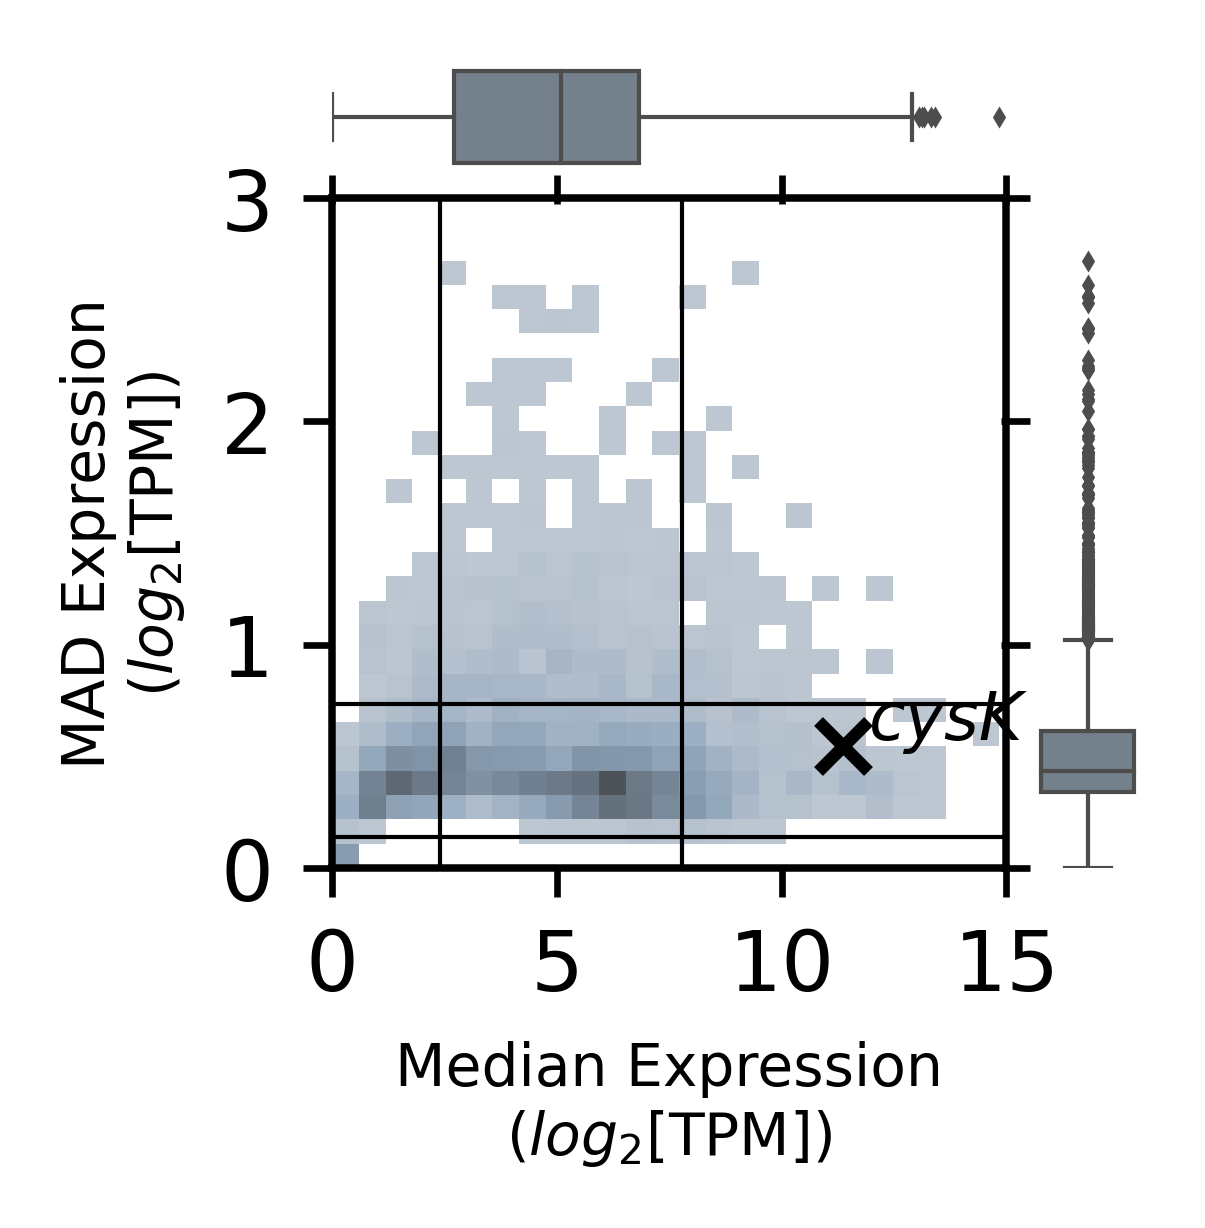 3
2
1
0
MAD Expression
(log₂[TPM])
cysK
0 5 10 15
Median Expression
(log₂[TPM])